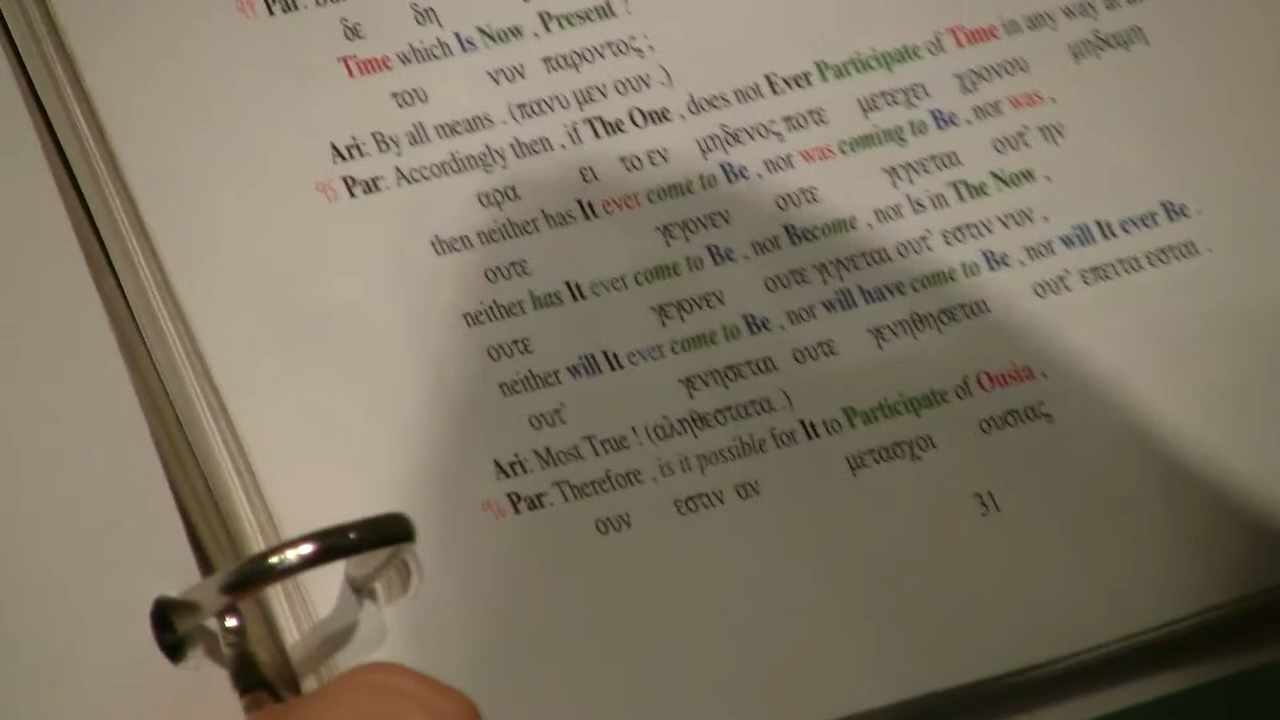 Par:
δε δη
Time which Is Now , Present ?
του νυν παροντος ;
Ari: By all means . (πανυ μεν ουν .)
95 Par: Accordingly then , if The One , does not Ever Participate of Time in any way
αρα ει το εν μηδενος ποτε μετεχει χρονου μηδαμη
then neither has It ever come to Be , nor was coming to Be , nor was ,
ουτε γεγονεν ουτε γιγνεται ουτ' ην
neither has It ever come to Be , nor Become , nor Is in The Now ,
ουτε γεγονεν ουτε γιγνεται ουτ' εστιν νυν ,
neither will It ever come to Be , nor will have come to Be , nor will It ever Be .
ουτ' γενησεται ουτε γενηθησεται ουτ' επειτα εσται .
Ari: Most True ! (αληθεστατα .)
96 Par: Therefore , is it possible for It to Participate of Ousia ,
ουν εστιν αν μετασχοι ουσιας
31